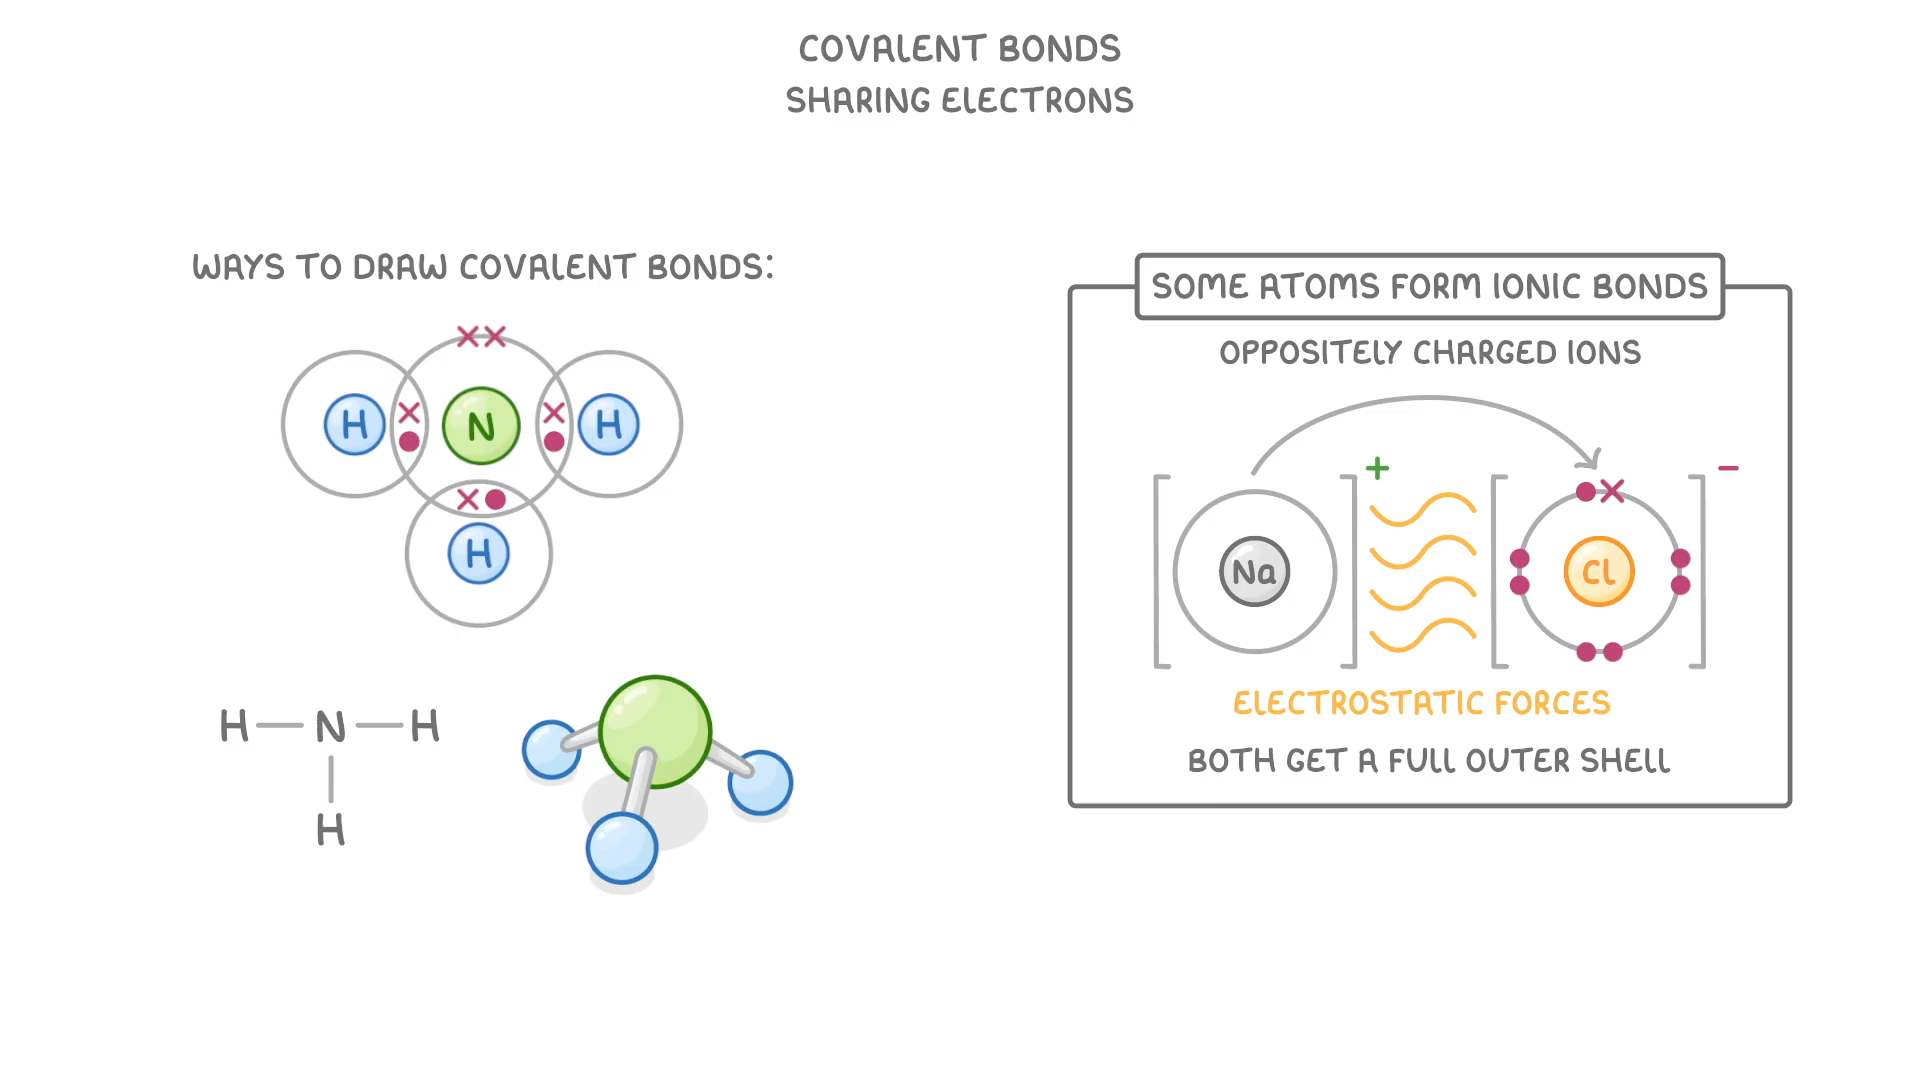 COVALENT BONDS
SHARING ELECTRONS
WAYS TO DRAW COVALENT BONDS:
H N H
H
H — N — H
H
SOME ATOMS FORM IONIC BONDS
OPPOSITELY CHARGED IONS
+ −
Na Cl
ELECTROSTATIC FORCES
BOTH GET A FULL OUTER SHELL